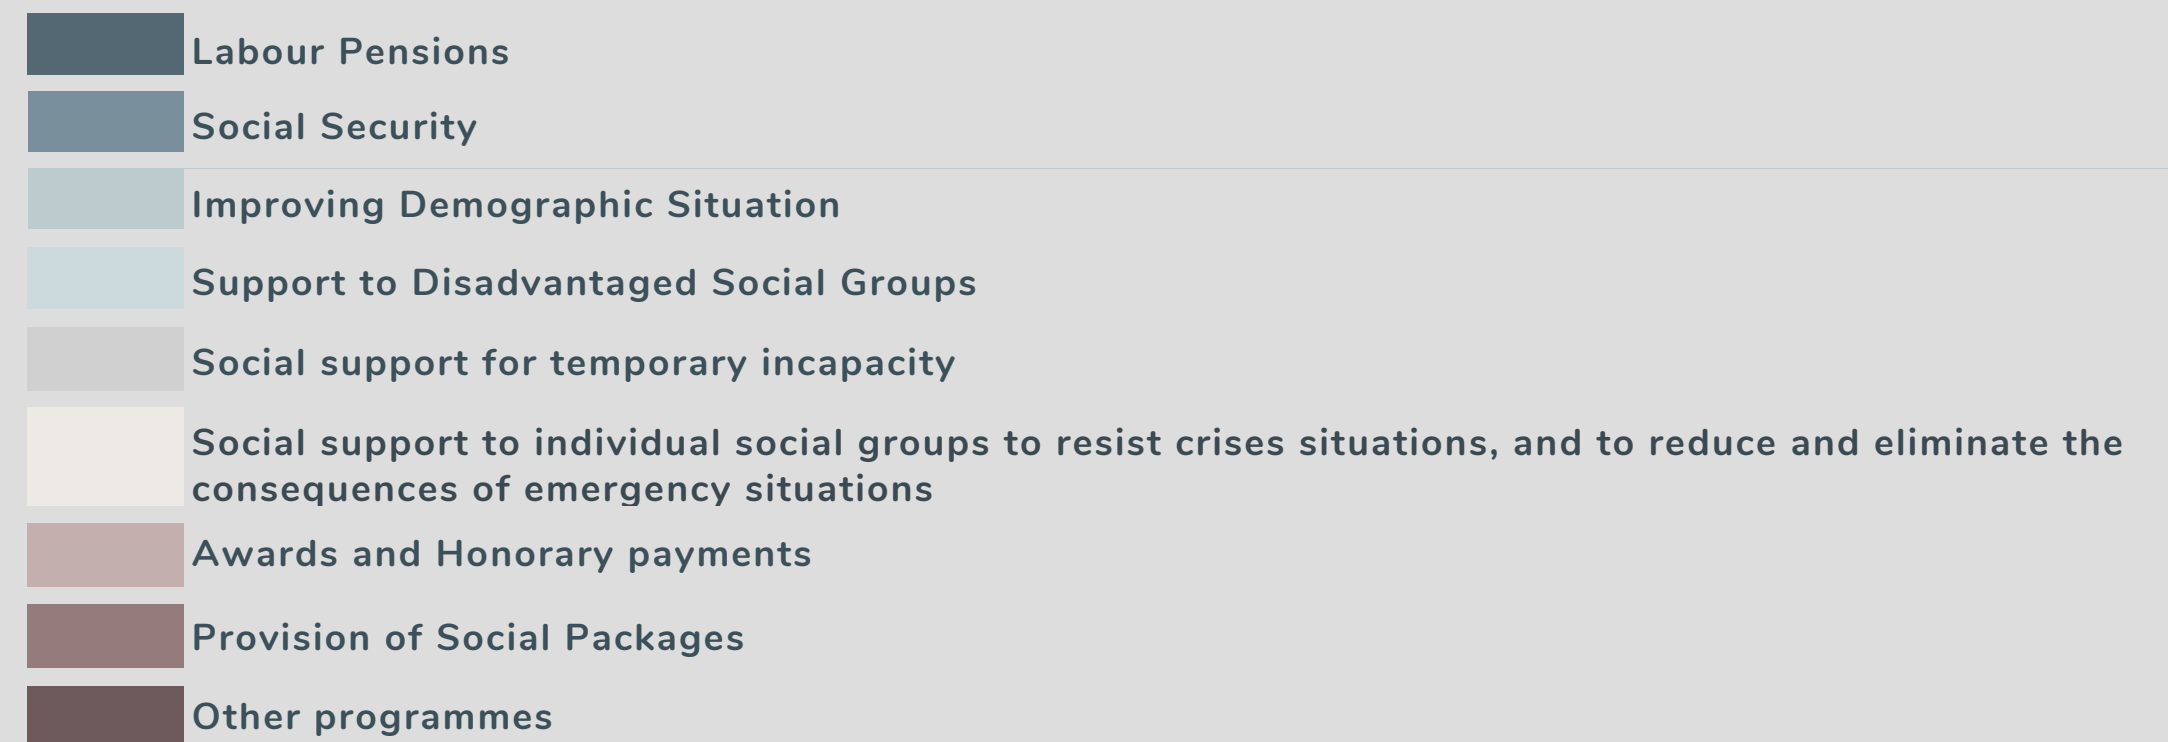 Labour Pensions
Social Security
Improving Demographic Situation
Support to Disadvantaged Social Groups
Social support for temporary incapacity
Social support to individual social groups to resist crises situations, and to reduce and eliminate the
consequences of emergency situations
Awards and Honorary payments
Provision of Social Packages
Other programmes